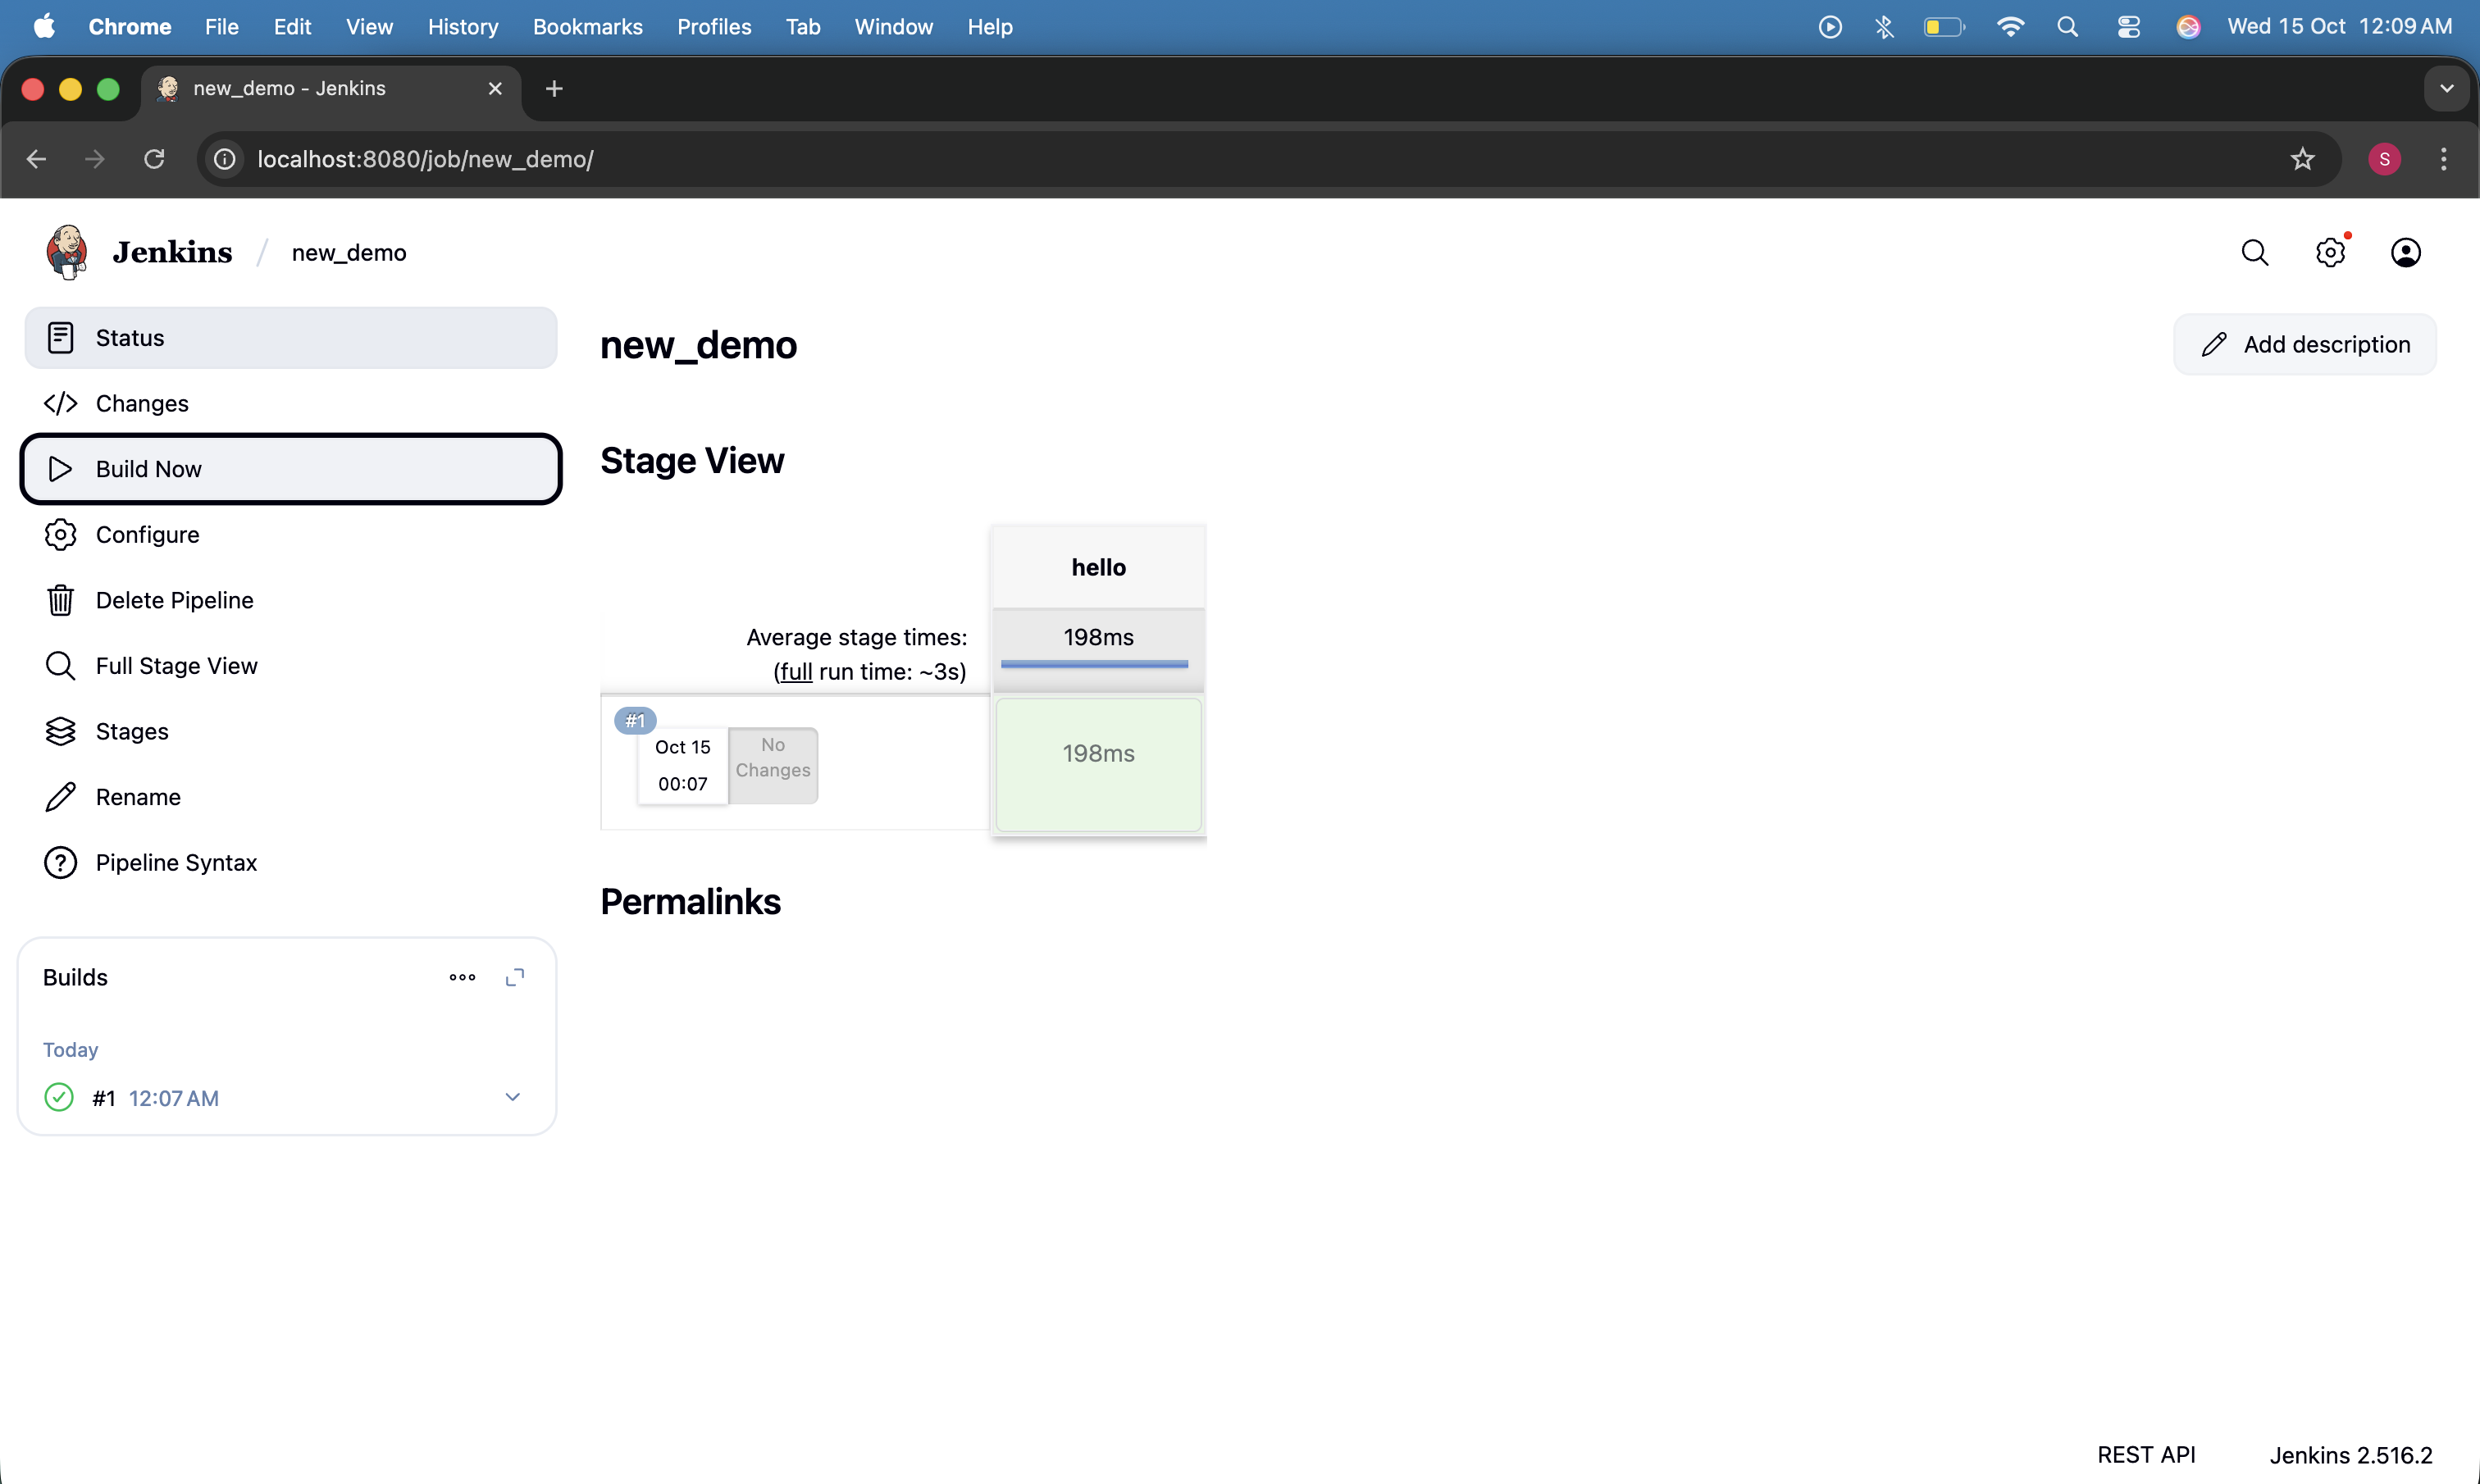 Chrome File Edit View History Bookmarks Profiles Tab Window Help Wed 15 Oct 12:09 AM
new_demo - Jenkins
localhost:8080/job/new_demo/ S
Jenkins / new_demo
Status
Changes
Build Now
Configure
Delete Pipeline
Full Stage View
Stages
Rename
Pipeline Syntax
Builds
Today
#1 12:07 AM
new_demo
Add description
Stage View
hello
Average stage times:
(full run time: ~3s)
198ms
#1
Oct 15
00:07
No
Changes
198ms
Permalinks
REST API Jenkins 2.516.2